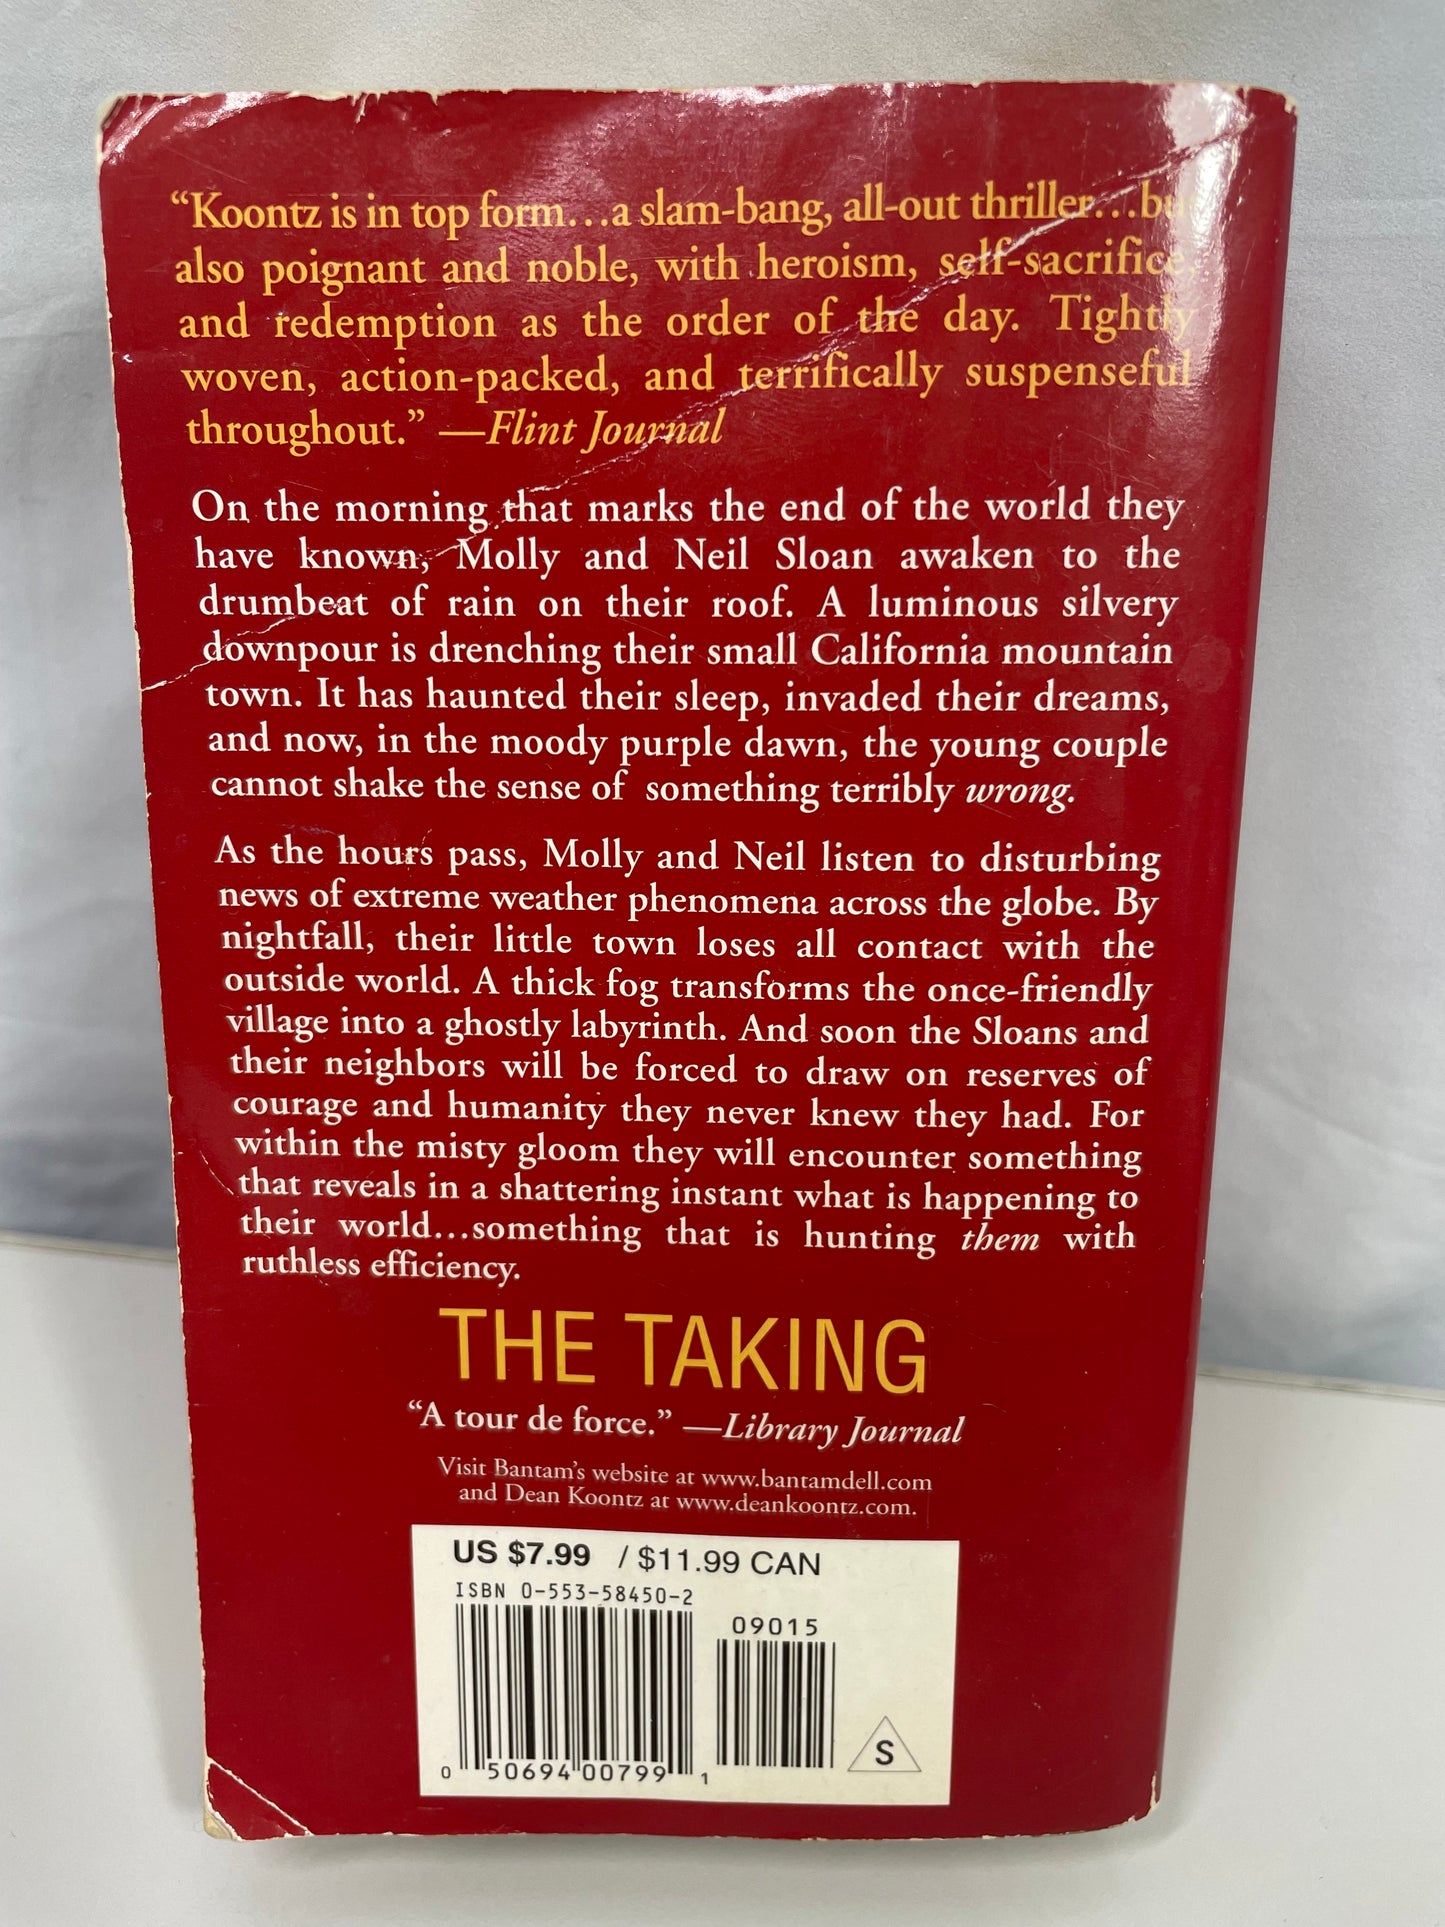 “Koontz is in top form...a slam-bang, all-out thriller...but
also poignant and noble, with heroism, self-sacrifice,
and redemption as the order of the day. Tightly
woven, action-packed, and terrifically suspenseful
throughout.” —Flint Journal
On the morning that marks the end of the world they
have known, Molly and Neil Sloan awaken to the
drumbeat of rain on their roof. A luminous silvery
downpour is drenching their small California mountain
town. It has haunted their sleep, invaded their dreams,
and now, in the moody purple dawn, the young couple
cannot shake the sense of something terribly wrong.
As the hours pass, Molly and Neil listen to disturbing
news of extreme weather phenomena across the globe. By
nightfall, their little town loses all contact with the
outside world. A thick fog transforms the once-friendly
village into a ghostly labyrinth. And soon the Sloans and
their neighbors will be forced to draw on reserves of
courage and humanity they never knew they had. For
within the misty gloom they will encounter something
that reveals in a shattering instant what is happening to
their world...something that is hunting them with
ruthless efficiency.
THE TAKING
“A tour de force.” —Library Journal
Visit Bantam’s website at www.bantamdell.com
and Dean Koontz at www.deankoontz.com.
US $7.99 / $11.99 CAN
ISBN 0-553-58450-2
09015
0 50694 00799 1
S